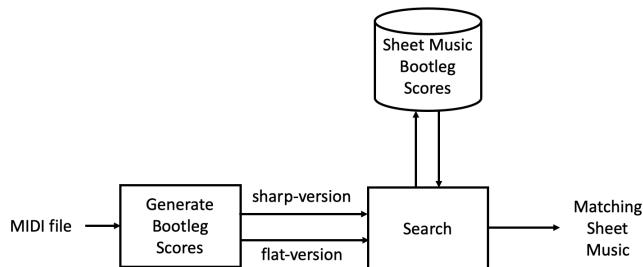 Sheet Music
Bootleg
Scores
MIDI file
Generate
Bootleg
Scores
sharp-version
flat-version
Search
Matching
Sheet
Music